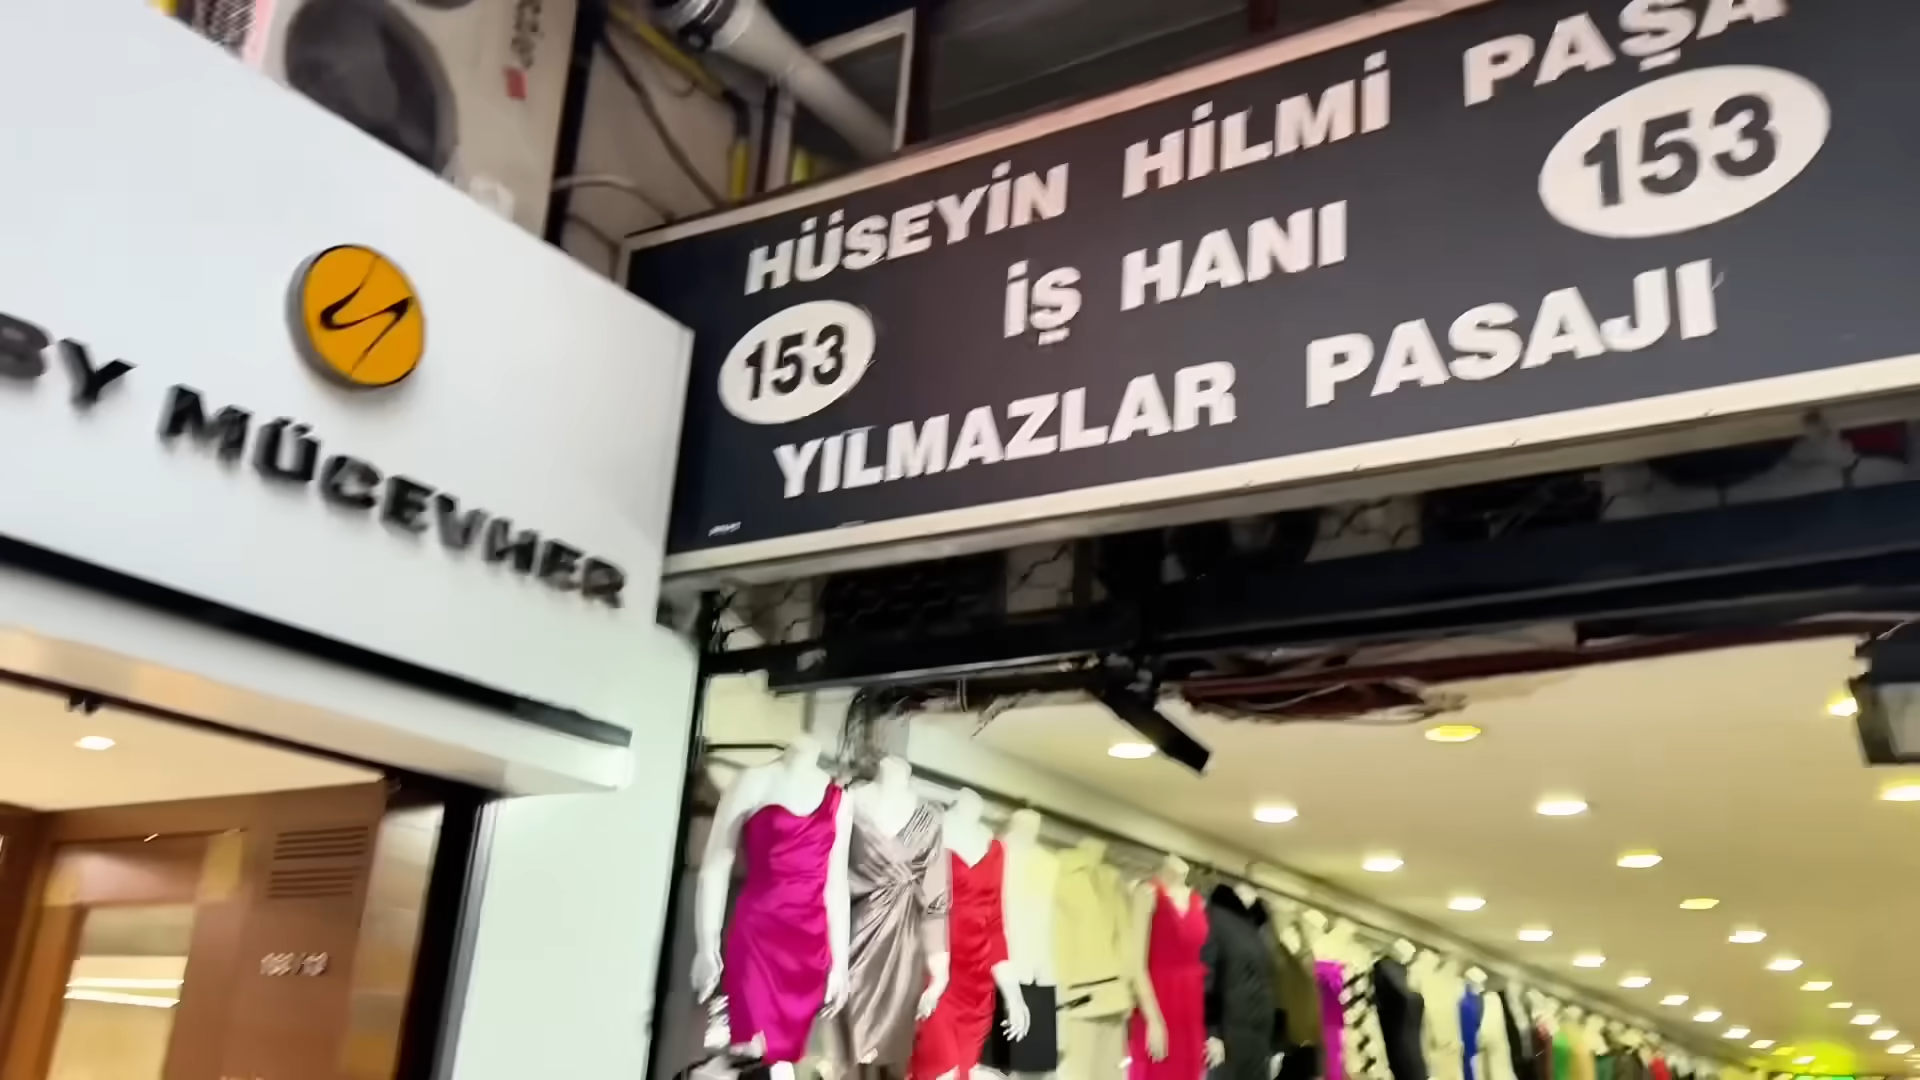 BY MÜCEVHER
HÜSEYİN HİLMİ PAŞA
İŞ HANI
153
153
YILMAZLAR PASAJI